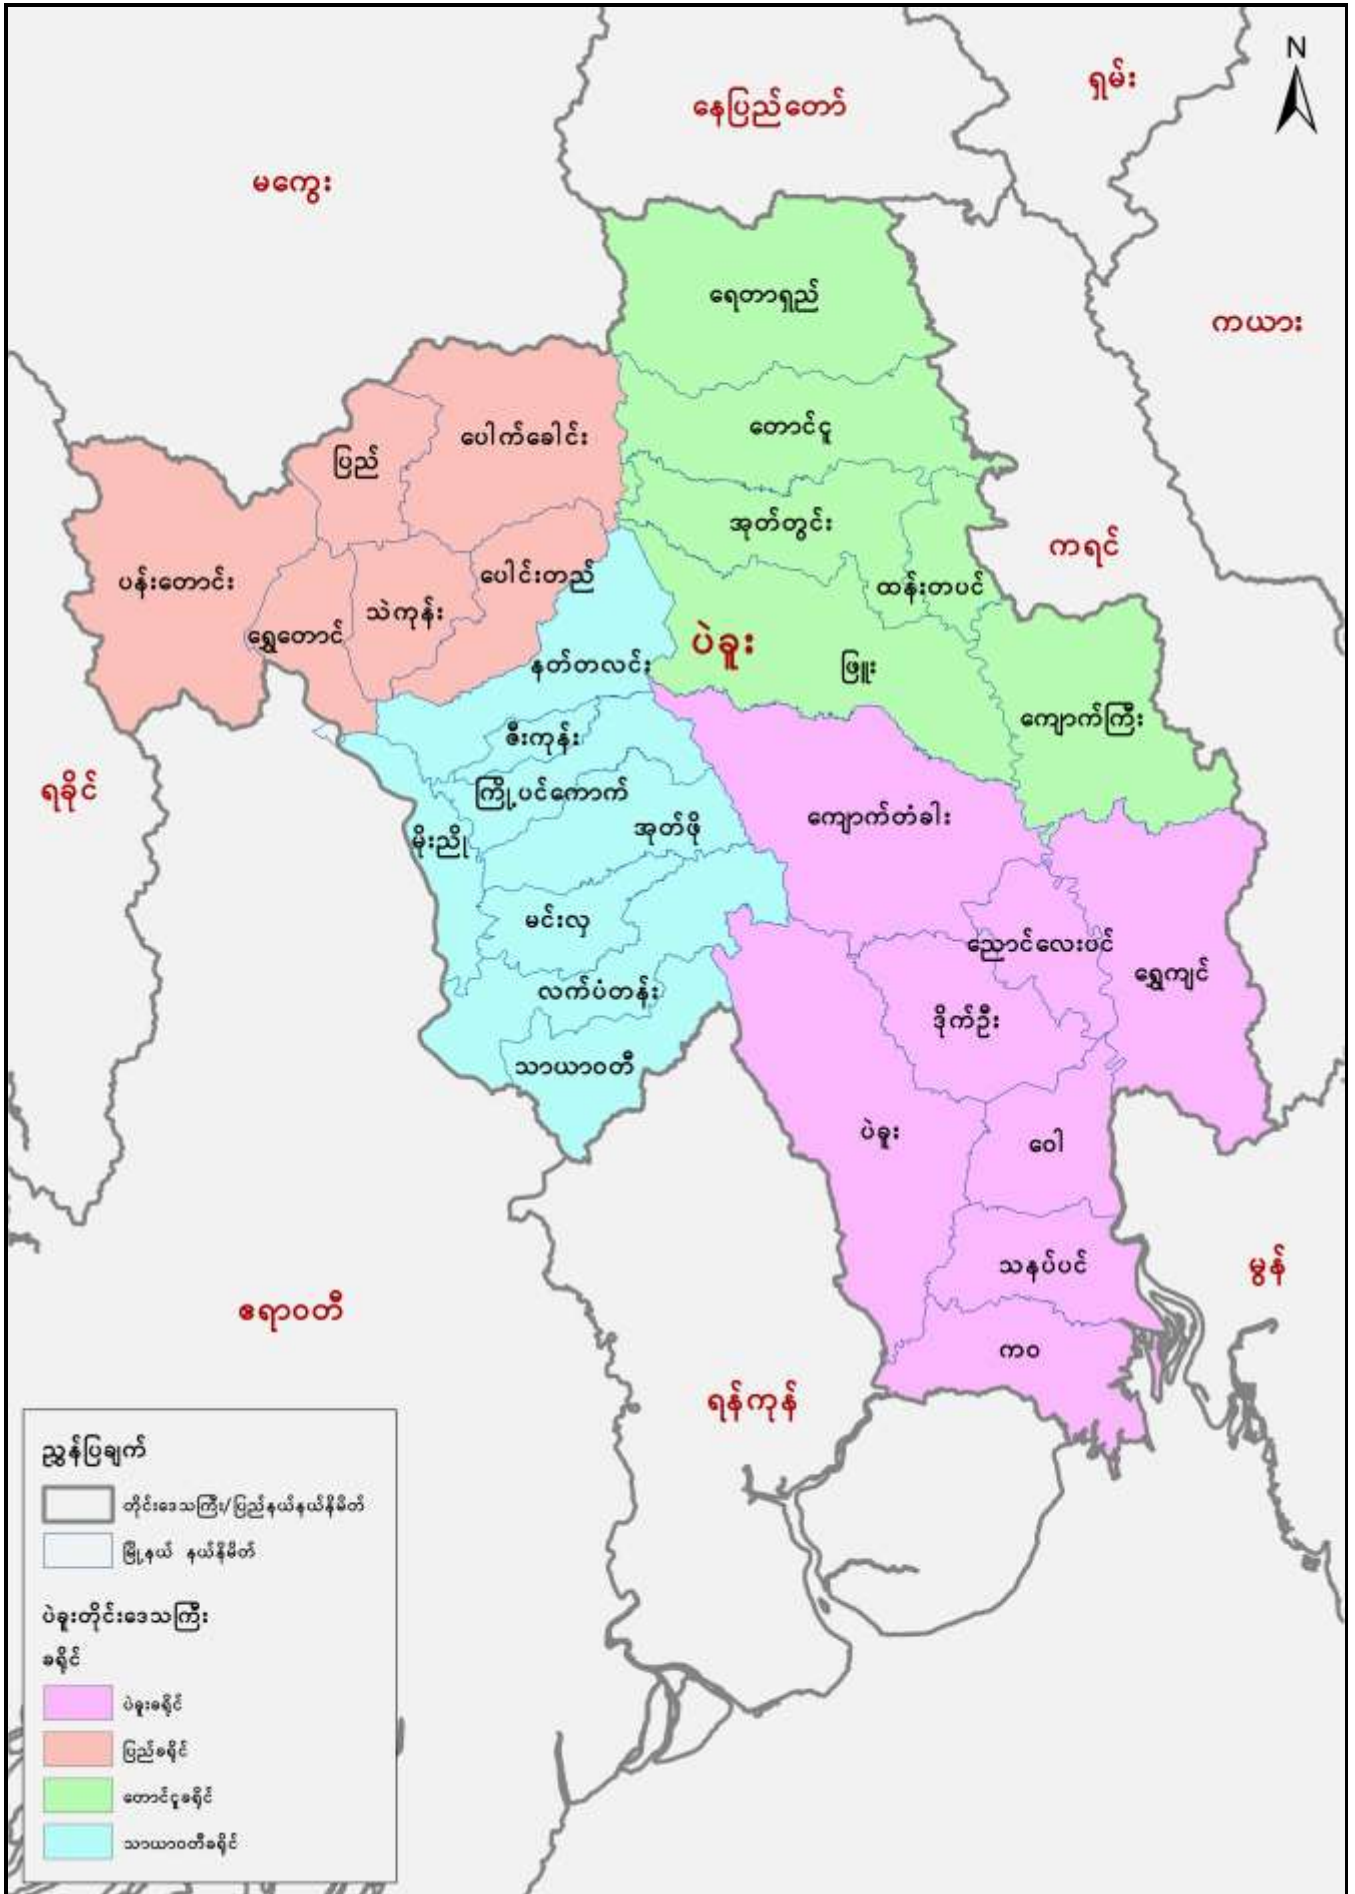 N
ရှမ်း
နေပြည်တော်
မကွေး
ရေတာရှည်
ကယား
တောင်ငူ
ပေါက်ခေါင်း
ပြည်
အုတ်တွင်း
ကရင်
ပေါင်းတည်
ပန်းတောင်း
ထန်းတပင်
သဲကုန်း
ရွှေတောင်
ပဲခူး
နတ်တလင်း
ဖြူး
ကျောက်ကြီး
ဇီးကုန်း
ရခိုင်
ကြို့ပင်ကောက်
ကျောက်တံခါး
အုတ်ဖို
မိုးညို
မင်းလှ
ညောင်လေးပင်
ရွှေကျင်
လက်ပံတန်း
ဒိုက်ဦး
သာယာဝတီ
ပဲခူး
ဝေါ
သနပ်ပင်
မွန်
ဧရာဝတီ
ကဝ
ရန်ကုန်
ညွှန်ပြချက်
တိုင်းဒေသကြီး/ပြည်နယ်နယ်နိမိတ်
မြို့နယ် နယ်နိမိတ်
ပဲခူးတိုင်းဒေသကြီး
ခရိုင်
ပဲခူးခရိုင်
ပြည်ခရိုင်
တောင်ငူခရိုင်
သာယာဝတီခရိုင်